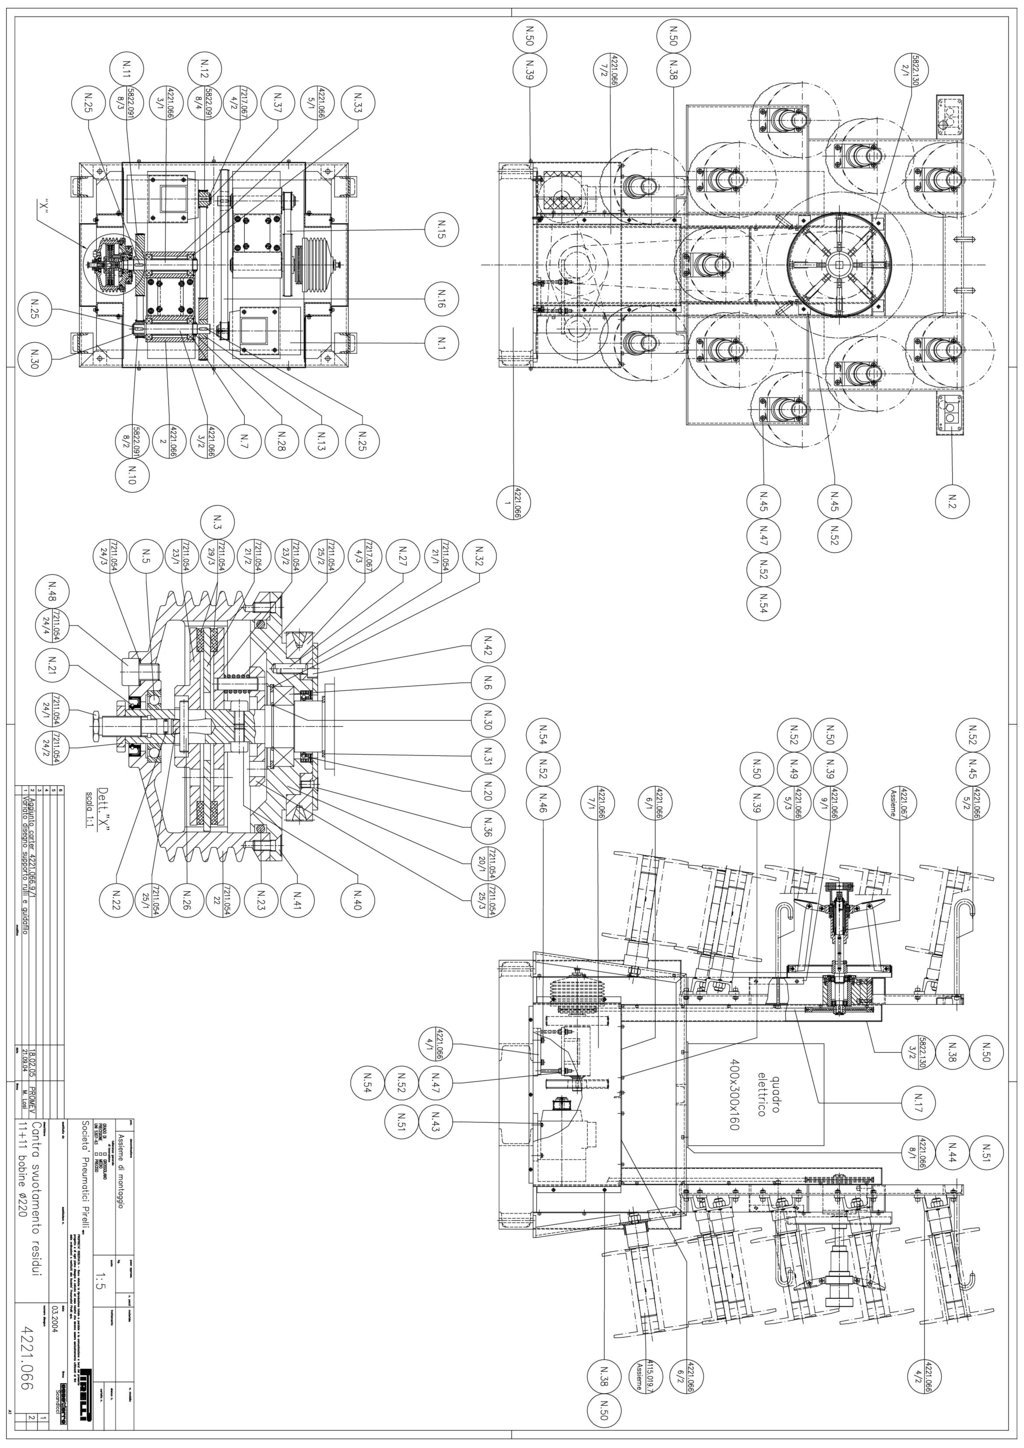 N.50
N.39
4221.066
7/2
N.50
N.38
5822.130
2/1
N.2
N.45
N.52
N.45
N.47
N.52
N.54
4221.066
1
N.11
5822.091
8/3
N.25
4221.066
3/1
N.12
5822.091
8/4
7217.067
4/2
N.37
4221.066
5/1
N.33
N.15
N.16
N.1
"X"
N.25
N.30
5822.091
8/2
N.10
4221.066
2
4221.066
3/2
N.7
N.28
N.13
N.25
N.48
7211.054
24/4
7211.054
24/3
N.5
7211.054
23/1
N.3
7211.054
29/3
7211.054
21/2
7211.054
23/2
7211.054
25/2
7217.067
4/3
N.27
7211.054
21/1
N.32
N.42
N.6
N.30
N.31
N.20
N.36
7211.054
20/1
7211.054
25/3
N.21
7211.054
24/1
7211.054
24/2
N.22
7211.054
25/1
N.26
7211.054
22
N.23
N.41
N.40
Dett."X"
scala 1:1
N.54
N.52
N.46
4221.066
7/1
4221.066
6/1
N.50
N.39
N.52
N.49
4221.066
5/3
N.50
N.39
4221.066
9/1
4221.067
Assieme
N.52
N.45
4221.066
5/2
5822.130
3/2
N.38
N.50
N.17
4221.066
8/1
N.44
N.51
quadro
elettrico
400x300x160
4221.066
4/1
N.54
N.52
N.47
N.51
N.43
N.38
N.50
4115.019.7
Assieme
4221.066
6/2
4221.066
4/2
6
5
4
3
2 Aggiunto carter 4221.066.9/1 18.02.05 PROMEV
1 Variato disegno supporto rulli e guidafilo 21.09.04 M. Losi
Assieme di montaggio
1:5
Societa' Pneumatici Pirelli
PIRELLI
Cantra svuotamento residui
11+11 bobine ø220
03.2004
4221.066
1
2